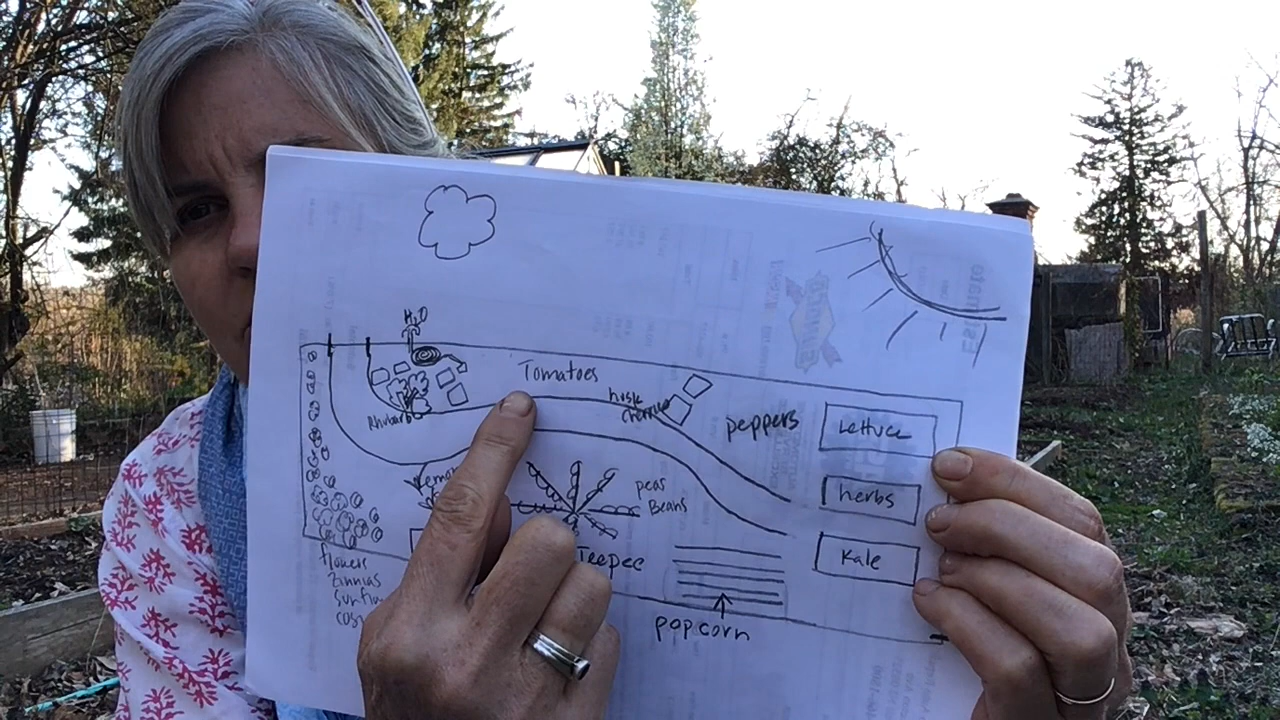 H2O
Tomatoes
husk
cherries
Rhubarb
peppers
Lettuce
herbs
Kale
peas
Beans
Teepee
flowers
zinnias
popcorn